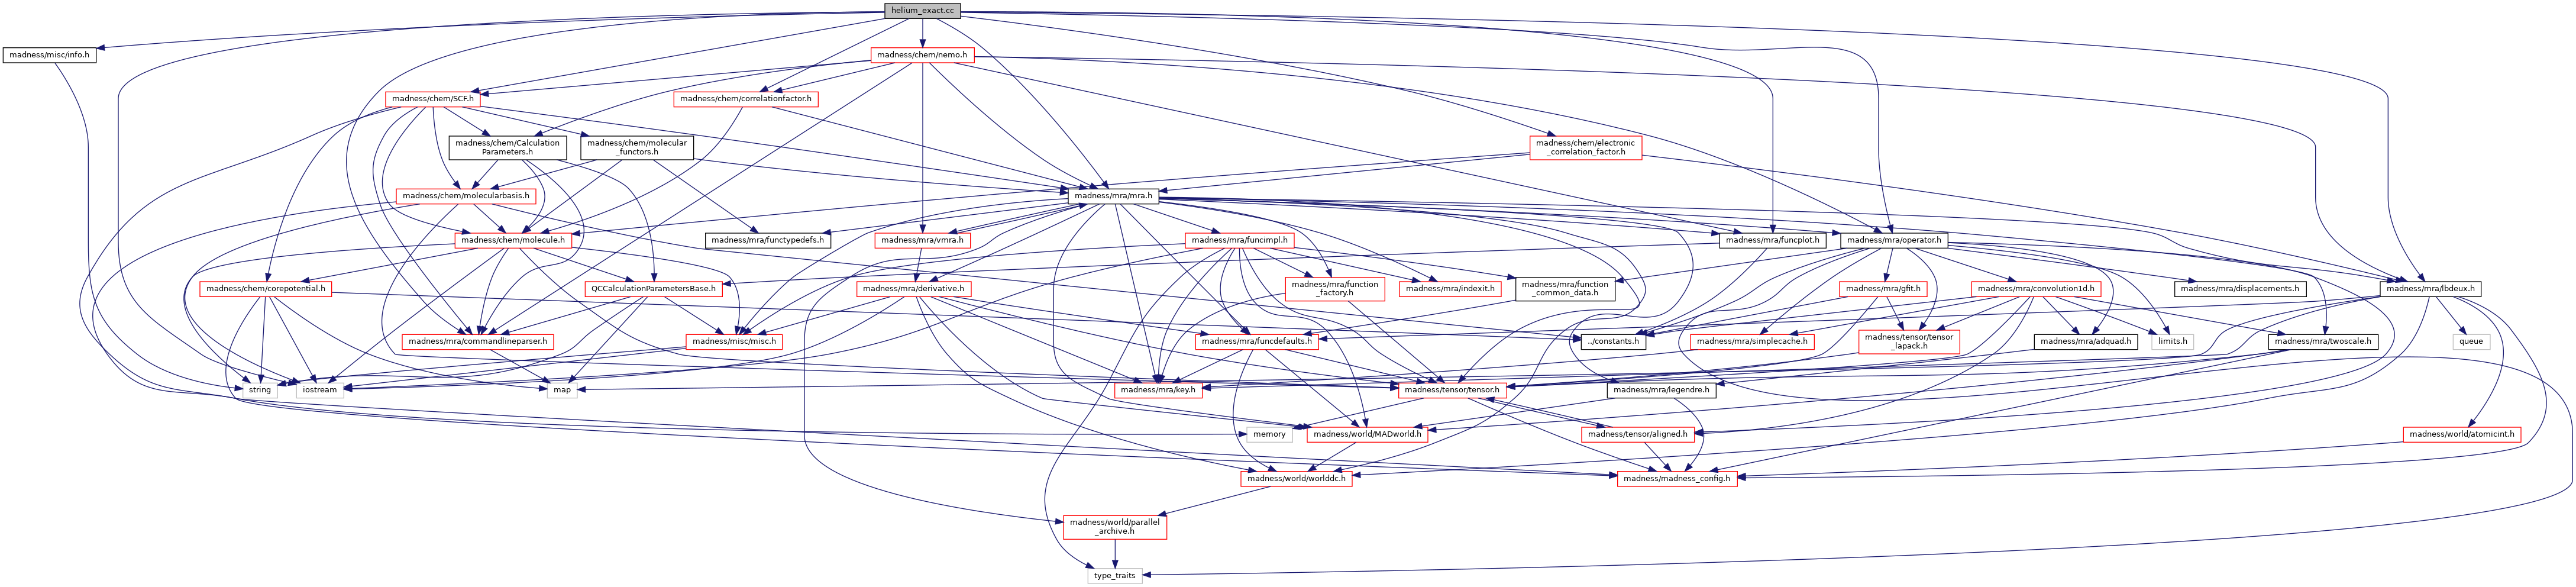 helium_exact.cc
madness/misc/info.h
madness/chem/nemo.h
madness/chem/SCF.h
madness/chem/correlationfactor.h
madness/chem/Calculation
Parameters.h
madness/chem/molecular
_functors.h
madness/chem/electronic
_correlation_factor.h
madness/chem/molecularbasis.h
madness/mra/mra.h
madness/chem/molecule.h
madness/mra/functypedefs.h
madness/mra/vmra.h
madness/mra/funcimpl.h
madness/mra/funcplot.h
madness/mra/operator.h
madness/chem/corepotential.h
QCCalculationParametersBase.h
madness/mra/derivative.h
madness/mra/function
_factory.h
madness/mra/indexit.h
madness/mra/function
_common_data.h
madness/mra/gfit.h
madness/mra/convolution1d.h
madness/mra/displacements.h
madness/mra/lbdeux.h
madness/mra/commandlineparser.h
madness/misc/misc.h
madness/mra/funcdefaults.h
../constants.h
madness/mra/simplecache.h
madness/tensor/tensor
_lapack.h
madness/mra/adquad.h
limits.h
madness/mra/twoscale.h
queue
string
iostream
map
madness/mra/key.h
madness/tensor/tensor.h
madness/mra/legendre.h
memory
madness/world/MADworld.h
madness/tensor/aligned.h
madness/world/atomicint.h
madness/world/worlddc.h
madness/madness_config.h
madness/world/parallel
_archive.h
type_traits